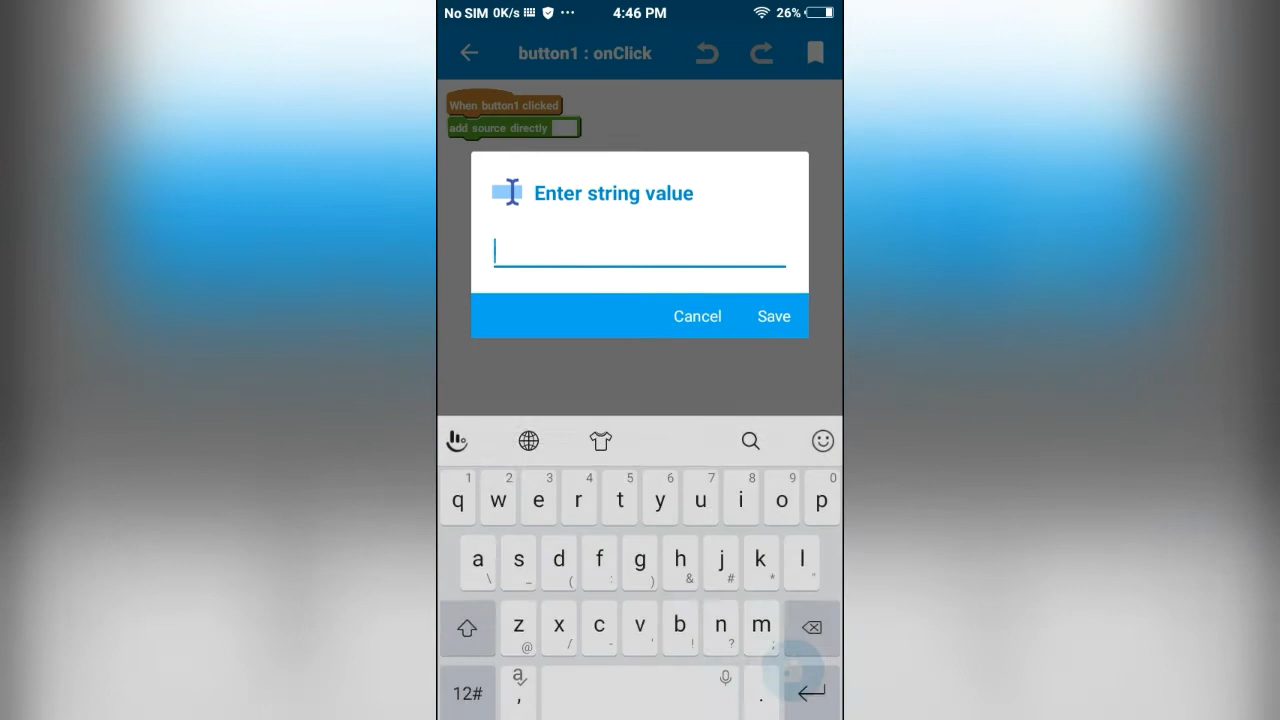 No SIM 0K/s 4:46 PM 26%
button1 : onClick
When button1 clicked
add source directly
Enter string value
Cancel Save
1 2 3 4 5 6 7 8 9 0
q w e r t y u i o p
a s d f g h j k l
\ _ ( : ) & # * "
z x c v b n m
@ / - ' ! ? ;
12# a , .